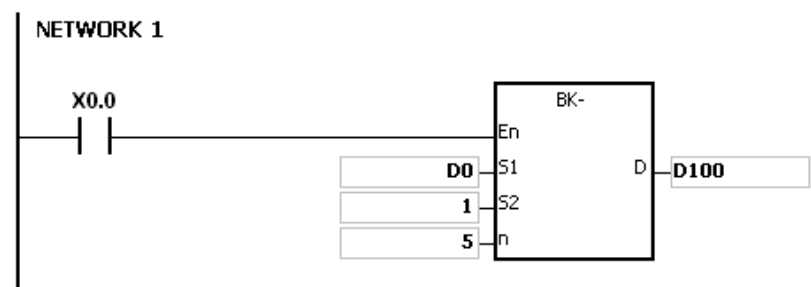 NETWORK 1
X0.0
BK-
En
D0 S1 D D100
1 S2
5 n